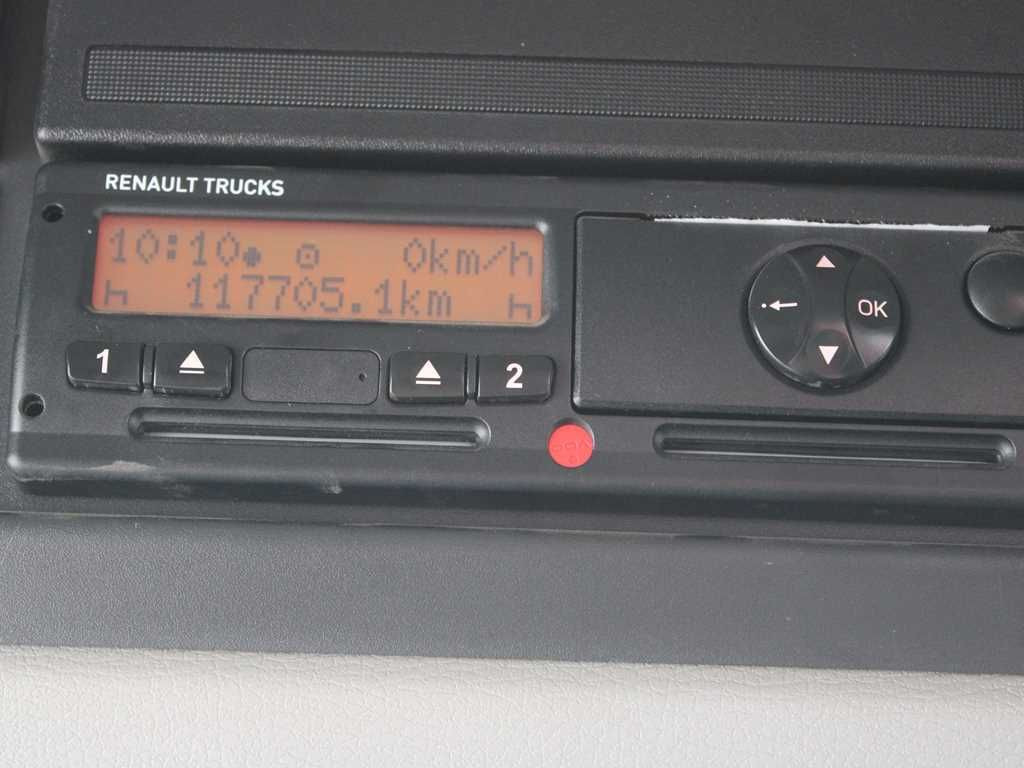 RENAULT TRUCKS
10:10 0km/h
117705.1km
1 2
OK